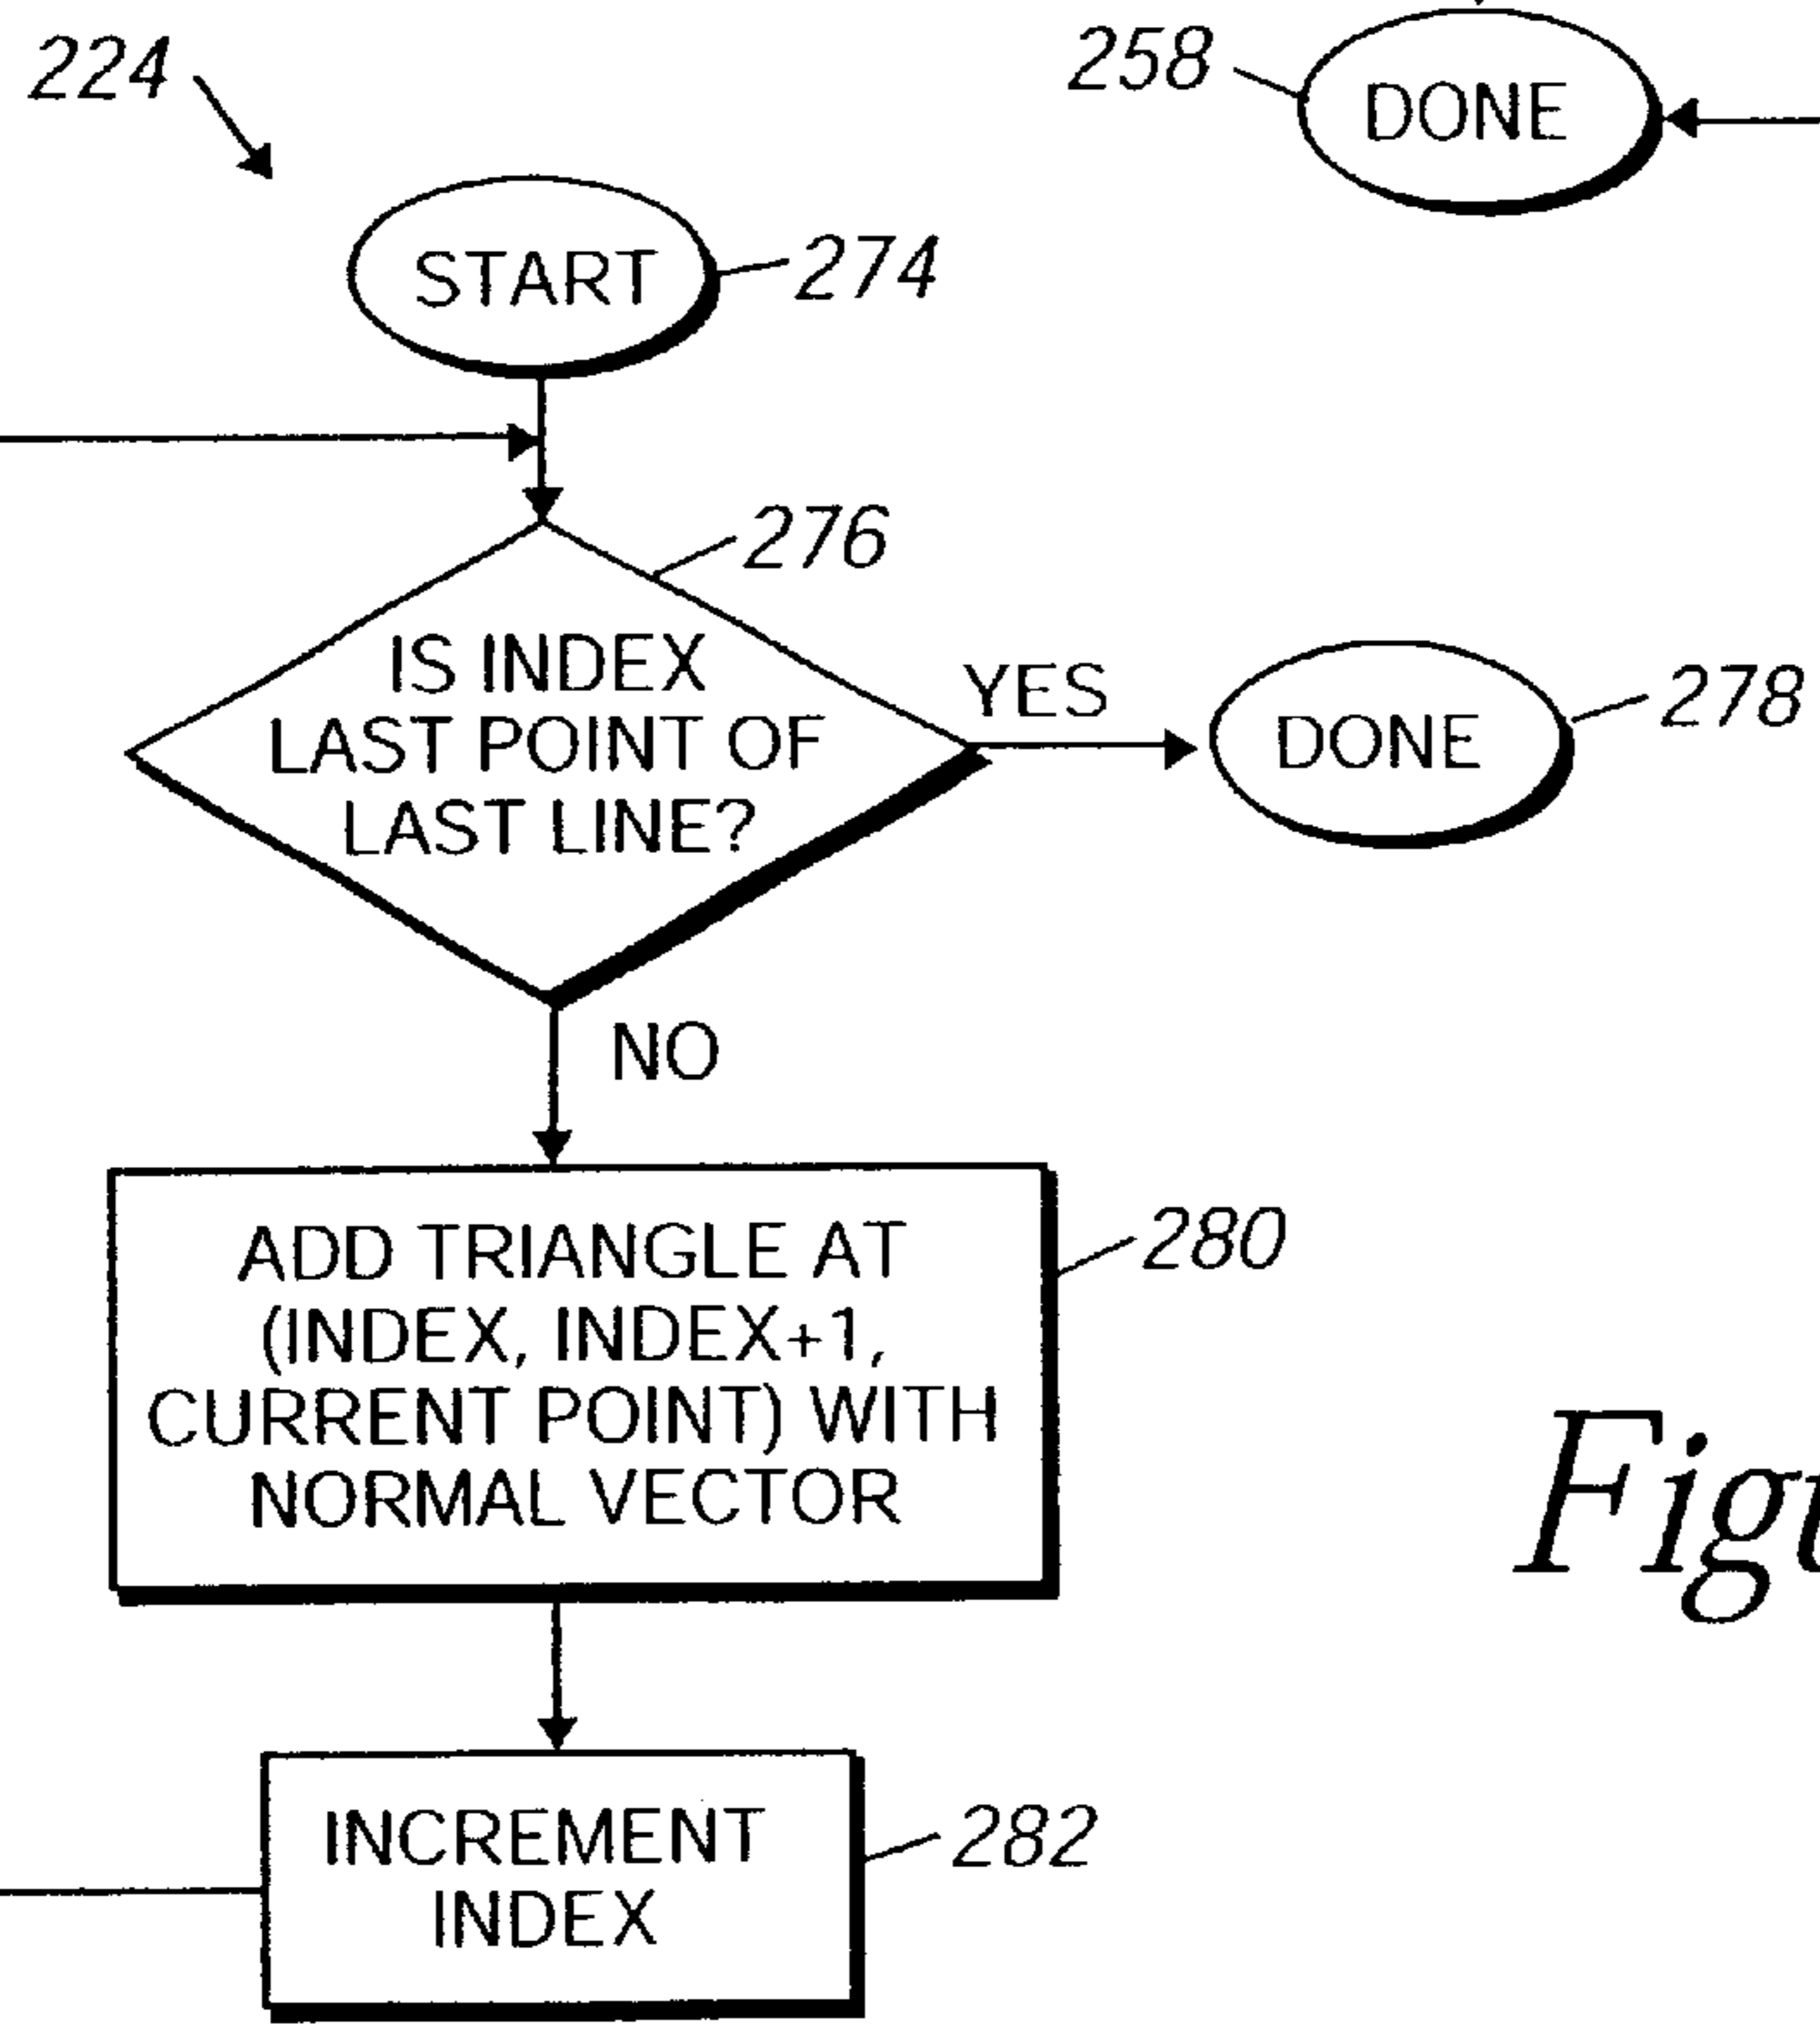 224
258
DONE
START
274
276
IS INDEX
LAST POINT OF
LAST LINE?
YES
DONE
278
NO
ADD TRIANGLE AT
(INDEX, INDEX+1,
CURRENT POINT) WITH
NORMAL VECTOR
280
Figu
INCREMENT
INDEX
282